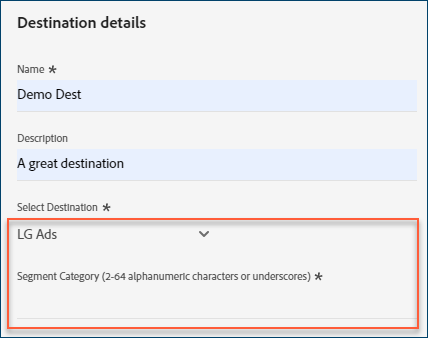 Destination details
Name *
Demo Dest
Description
A great destination
Select Destination *
LG Ads
Segment Category (2-64 alphanumeric characters or underscores) *